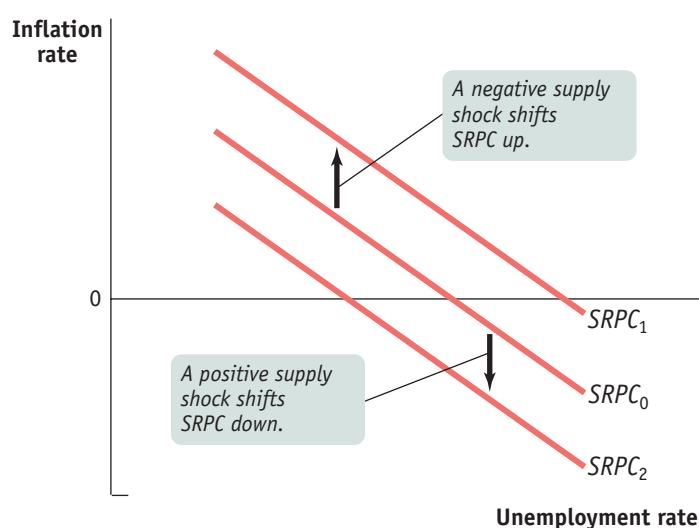 Inflation
rate
A negative supply
shock shifts
SRPC up.
0
SRPC₁
A positive supply
shock shifts
SRPC down.
SRPC₀
SRPC₂
Unemployment rate